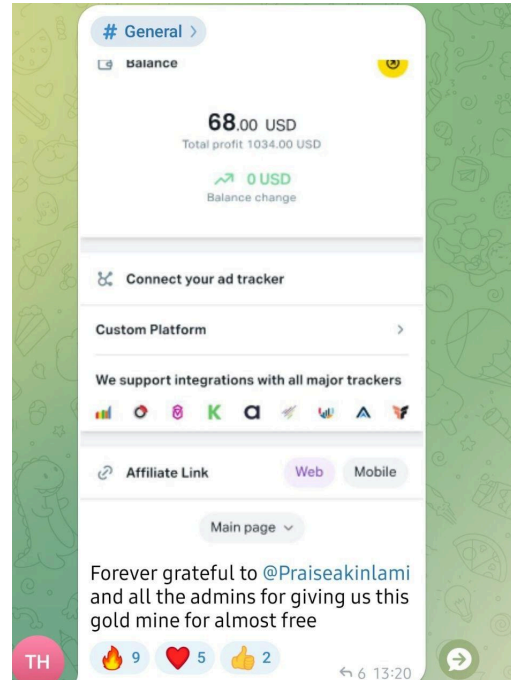 # General >
Balance
68.00 USD
Total profit 1034.00 USD
0 USD
Balance change
Connect your ad tracker
Custom Platform
We support integrations with all major trackers
K a
Affiliate Link Web Mobile
Main page
Forever grateful to @Praiseakinlami
and all the admins for giving us this
gold mine for almost free
9 5 2
TH 6 13:20